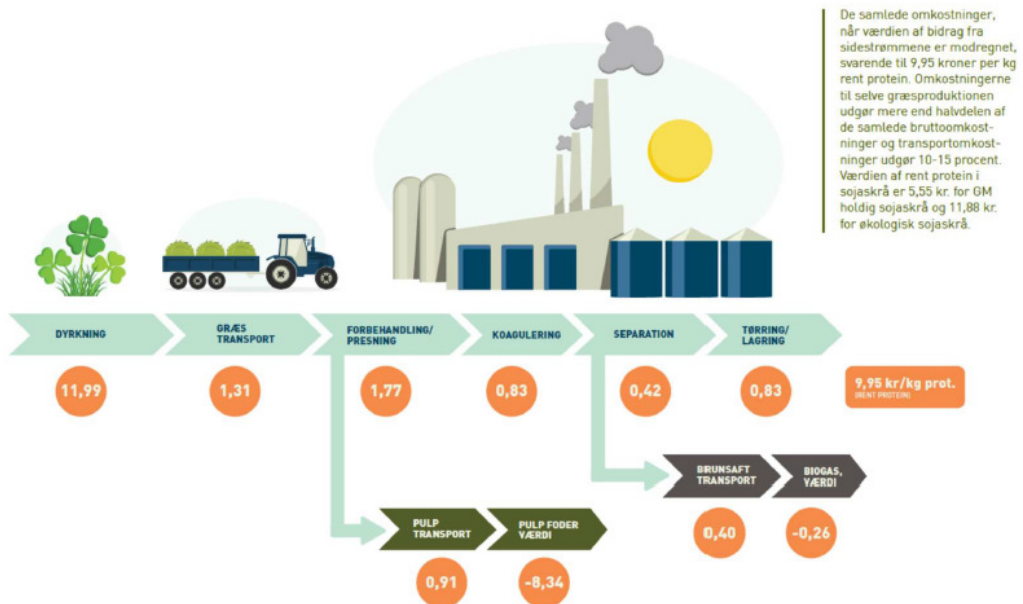 De samlede omkostninger,
når værdien af bidrag fra
sidestrømmene er modregnet,
svarende til 9,95 kroner per kg
rent protein. Omkostningerne
til selve græsproduktionen
udgør mere end halvdelen af
de samlede bruttoomkost-
ninger og transportomkost-
ninger udgør 10-15 procent.
Værdien af rent protein i
sojaskrå er 5,55 kr. for GM
holdig sojaskrå og 11,88 kr.
for økologisk sojaskrå.
DYRKNING
GRÆS
TRANSPORT
FORBEHANDLING/
PRESNING
KOAGULERING
SEPARATION
TØRRING/
LAGRING
11,99
1,31
1,77
0,83
0,42
0,83
9,95 kr/kg prot.
(RENT PROTEIN)
BRUNSAFT
TRANSPORT
BIOGAS,
VÆRDI
0,40
-0,26
PULP
TRANSPORT
PULP FODER
VÆRDI
0,91
-8,34